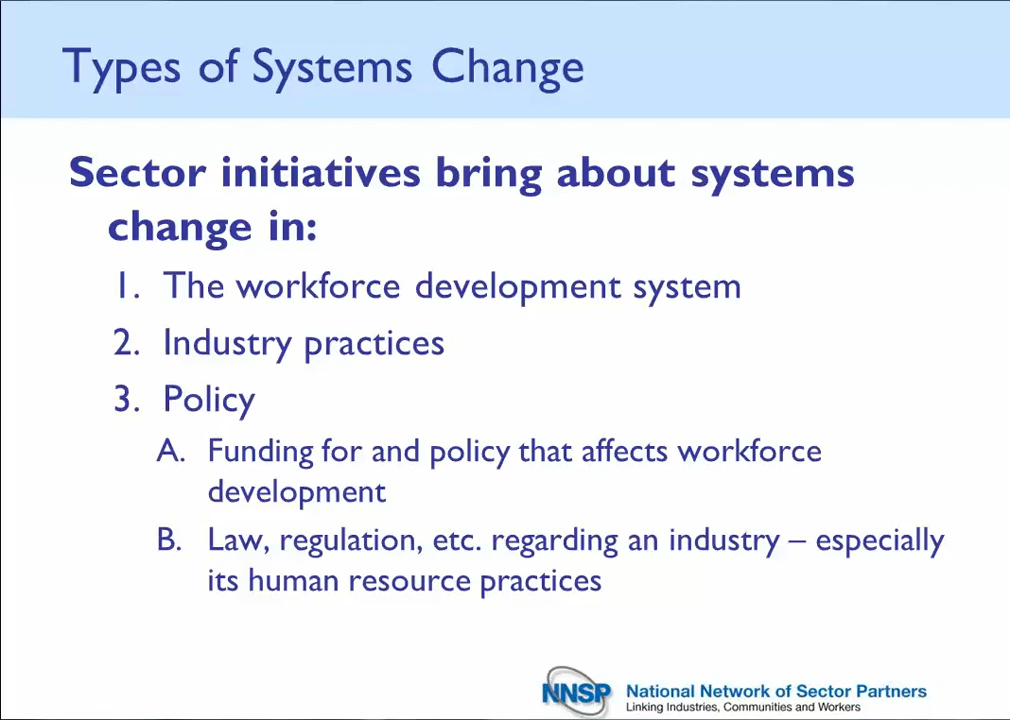 Types of Systems Change
Sector initiatives bring about systems
change in:
1. The workforce development system
2. Industry practices
3. Policy
A. Funding for and policy that affects workforce
development
B. Law, regulation, etc. regarding an industry – especially
its human resource practices
NNSP National Network of Sector Partners
Linking Industries, Communities and Workers